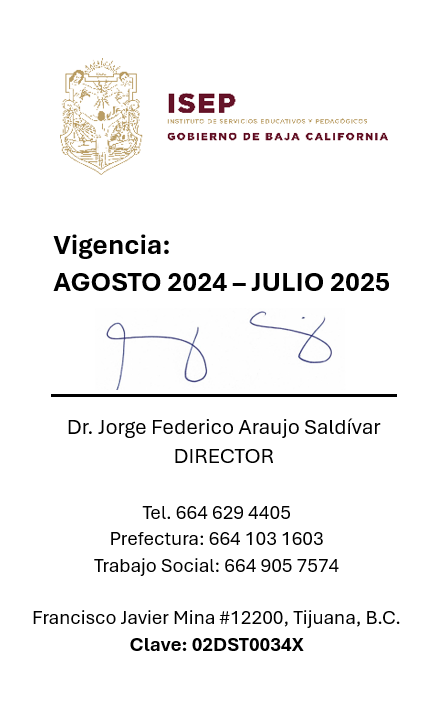 ISEP
INSTITUTO DE SERVICIOS EDUCATIVOS Y PEDAGÓGICOS
GOBIERNO DE BAJA CALIFORNIA
Vigencia:
AGOSTO 2024 – JULIO 2025
Dr. Jorge Federico Araujo Saldívar
DIRECTOR
Tel. 664 629 4405
Prefectura: 664 103 1603
Trabajo Social: 664 905 7574
Francisco Javier Mina #12200, Tijuana, B.C.
Clave: 02DST0034X